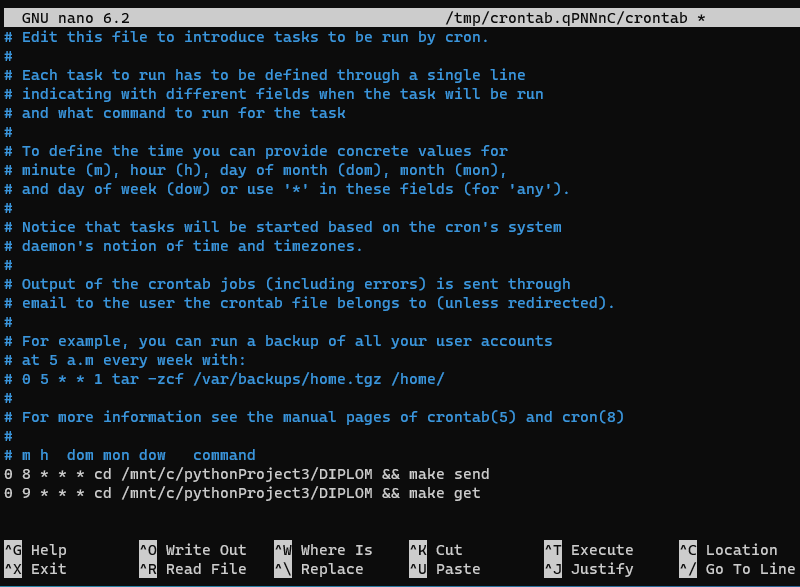 GNU nano 6.2 /tmp/crontab.qPNNnC/crontab *
# Edit this file to introduce tasks to be run by cron.
#
# Each task to run has to be defined through a single line
# indicating with different fields when the task will be run
# and what command to run for the task
#
# To define the time you can provide concrete values for
# minute (m), hour (h), day of month (dom), month (mon),
# and day of week (dow) or use '*' in these fields (for 'any').
#
# Notice that tasks will be started based on the cron's system
# daemon's notion of time and timezones.
#
# Output of the crontab jobs (including errors) is sent through
# email to the user the crontab file belongs to (unless redirected).
#
# For example, you can run a backup of all your user accounts
# at 5 a.m every week with:
# 0 5 * * 1 tar -zcf /var/backups/home.tgz /home/
#
# For more information see the manual pages of crontab(5) and cron(8)
#
# m h  dom mon dow   command
0 8 * * * cd /mnt/c/pythonProject3/DIPLOM && make send
0 9 * * * cd /mnt/c/pythonProject3/DIPLOM && make get
^G Help ^O Write Out ^W Where Is ^K Cut ^T Execute ^C Location
^X Exit ^R Read File ^\ Replace ^U Paste ^J Justify ^/ Go To Line